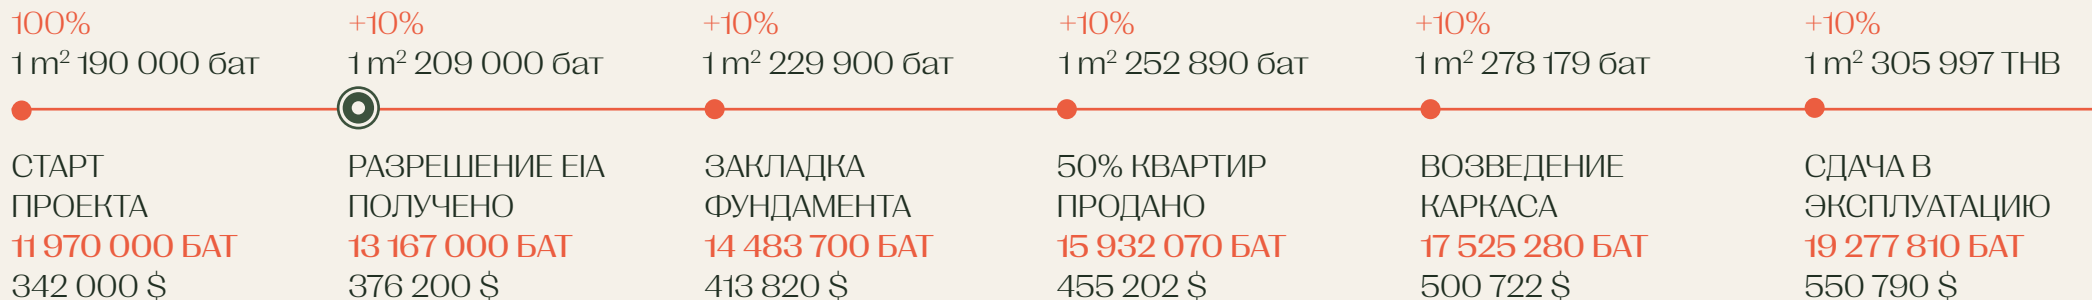 100%
1 m² 190 000 бат
СТАРТ
ПРОЕКТА
11 970 000 БАТ
342 000 $
+10%
1 m² 209 000 бат
РАЗРЕШЕНИЕ EIA
ПОЛУЧЕНО
13 167 000 БАТ
376 200 $
+10%
1 m² 229 900 бат
ЗАКЛАДКА
ФУНДАМЕНТА
14 483 700 БАТ
413 820 $
+10%
1 m² 252 890 бат
50% КВАРТИР
ПРОДАНО
15 932 070 БАТ
455 202 $
+10%
1 m² 278 179 бат
ВОЗВЕДЕНИЕ
КАРКАСА
17 525 280 БАТ
500 722 $
+10%
1 m² 305 997 THB
СДАЧА В
ЭКСПЛУАТАЦИЮ
19 277 810 БАТ
550 790 $